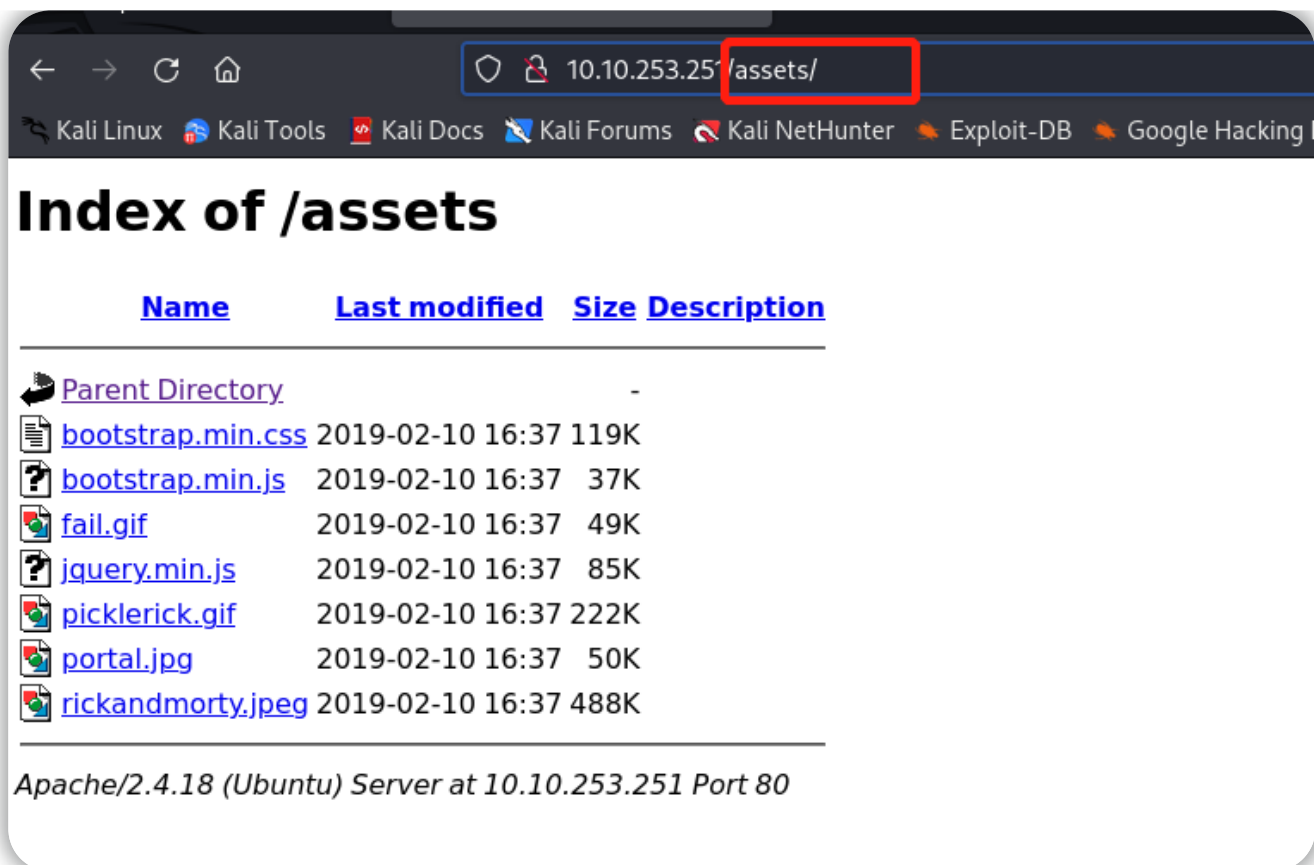 10.10.253.251/assets/
Kali Linux Kali Tools Kali Docs Kali Forums Kali NetHunter Exploit-DB Google Hacking
Index of /assets
Name Last modified Size Description
Parent Directory -
bootstrap.min.css 2019-02-10 16:37 119K
bootstrap.min.js 2019-02-10 16:37 37K
fail.gif 2019-02-10 16:37 49K
jquery.min.js 2019-02-10 16:37 85K
picklerick.gif 2019-02-10 16:37 222K
portal.jpg 2019-02-10 16:37 50K
rickandmorty.jpeg 2019-02-10 16:37 488K
Apache/2.4.18 (Ubuntu) Server at 10.10.253.251 Port 80